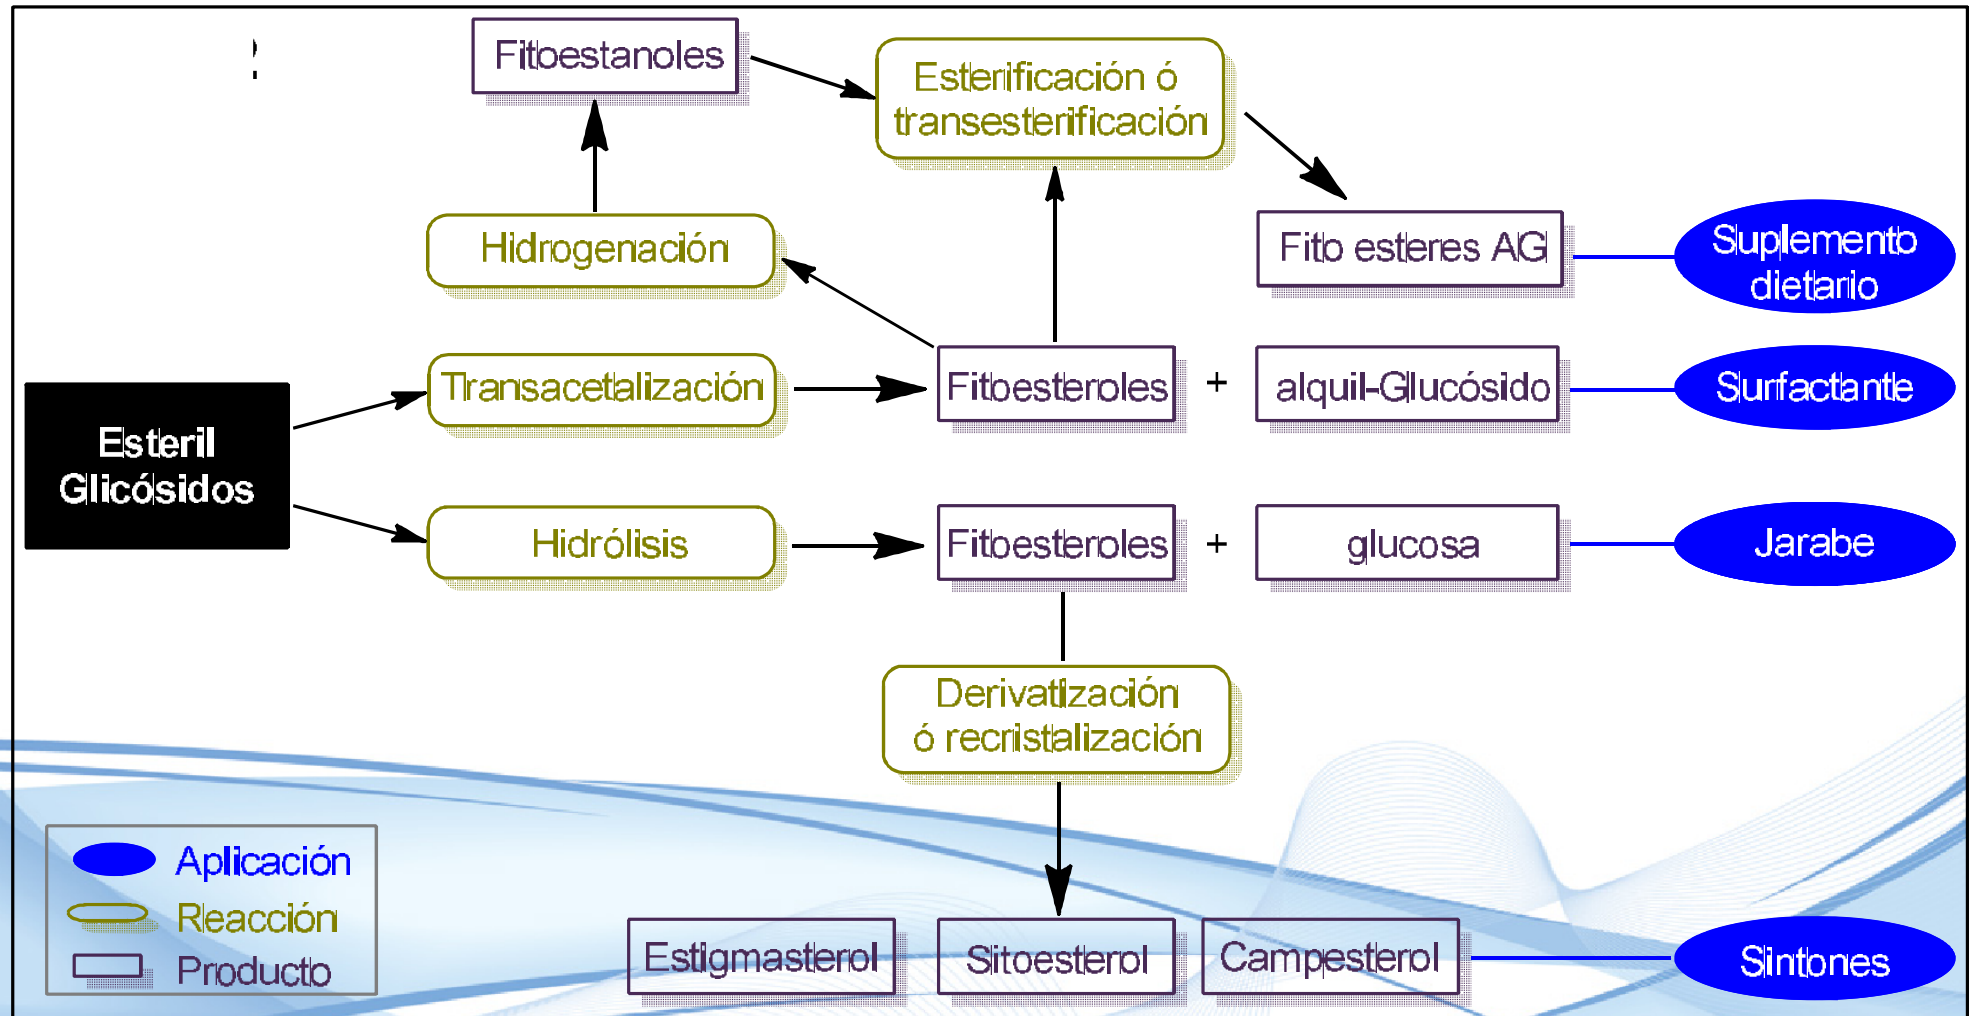 Fitoestanoles
Esterificación ó
transesterificación
Hidrogenación
Fito esteres AG
Suplemento
dietario
Transacetalización
Fitoesteroles
+
alquil-Glucósido
Surfactante
Esteril
Glicósidos
Hidrólisis
Fitoesteroles
+
glucosa
Jarabe
Derivatización
ó recristalización
Aplicación
Reacción
Producto
Estigmasterol
Sitoesterol
Campesterol
Sintones